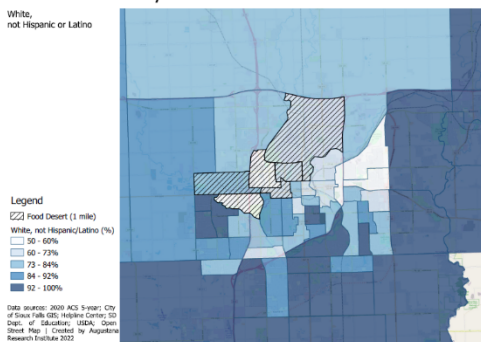 White,
not Hispanic or Latino
Legend
Food Desert (1 mile)
White, not Hispanic/Latino (%)
50 - 60%
60 - 73%
73 - 84%
84 - 92%
92 - 100%
Data sources: 2020 ACS 5-year; City
of Sioux Falls GIS; Helpline Center; SD
Dept. of Education; USDA; Open
Street Map | Created by Augustana
Research Institute 2022